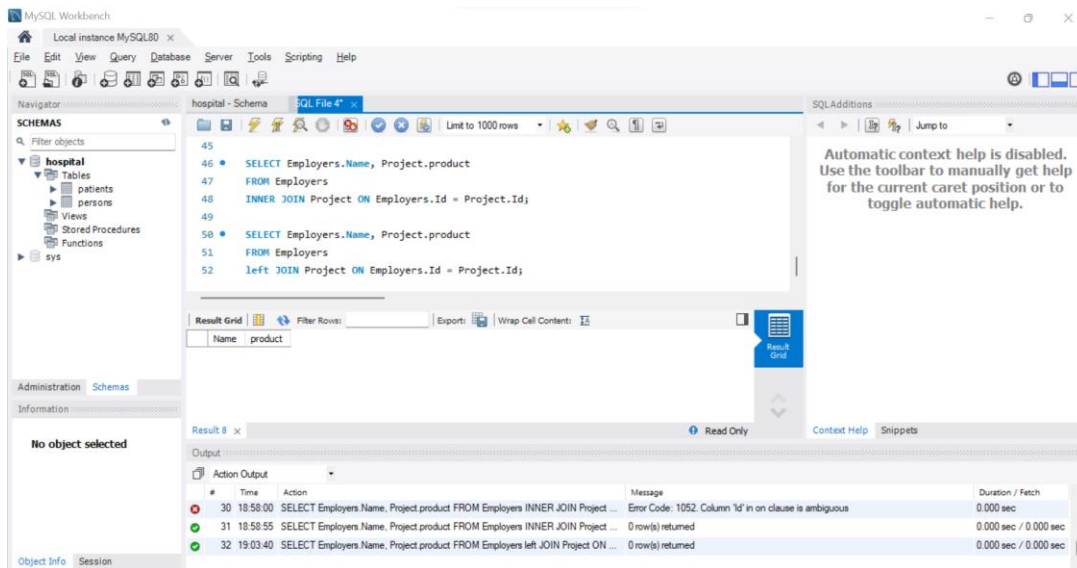 MySQL Workbench
Local instance MySQL80 ×
File Edit View Query Database Server Tools Scripting Help
Navigator
SCHEMAS
Filter objects
hospital
Tables
patients
persons
Views
Stored Procedures
Functions
sys
Administration Schemas
Information
No object selected
Object Info Session
hospital - Schema SQL File 4* ×
Limit to 1000 rows
45
46 SELECT Employers.Name, Project.product
47 FROM Employers
48 INNER JOIN Project ON Employers.Id = Project.Id;
49
50 SELECT Employers.Name, Project.product
51 FROM Employers
52 left JOIN Project ON Employers.Id = Project.Id;
Result Grid Filter Rows: Export: Wrap Cell Content:
Name product
Result Grid
Result 8 × Read Only
SQLAdditions
Jump to
Automatic context help is disabled.
Use the toolbar to manually get help
for the current caret position or to
toggle automatic help.
Context Help Snippets
Output
Action Output
# Time Action Message Duration / Fetch
30 18:58:00 SELECT Employers.Name, Project.product FROM Employers INNER JOIN Project ... Error Code: 1052. Column 'Id' in on clause is ambiguous 0.000 sec
31 18:58:55 SELECT Employers.Name, Project.product FROM Employers INNER JOIN Project ... 0 row(s) returned 0.000 sec / 0.000 sec
32 19:03:40 SELECT Employers.Name, Project.product FROM Employers left JOIN Project ON ... 0 row(s) returned 0.000 sec / 0.000 sec